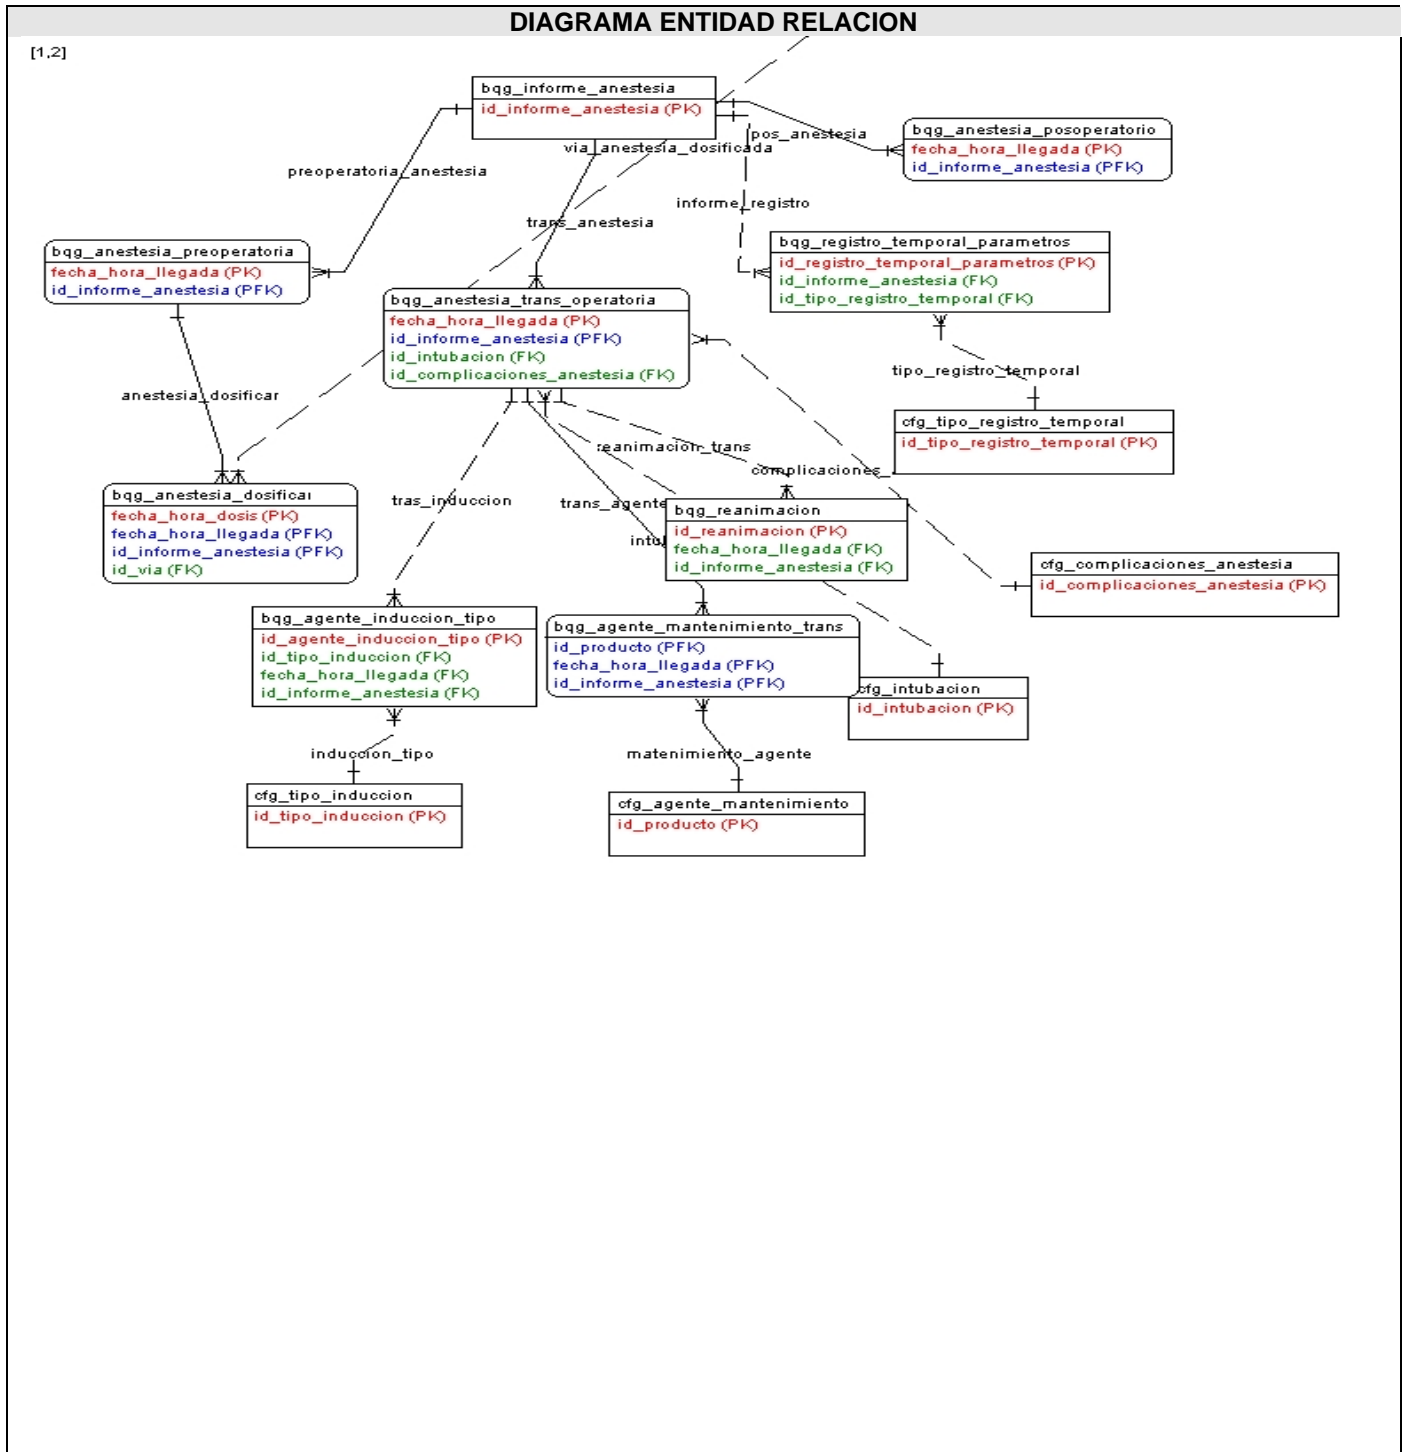 DIAGRAMA ENTIDAD RELACION
[1,2]
bqg_informe_anestesia
id_informe_anestesia (PK)
bqg_anestesia_posoperatorio
fecha_hora_llegada (PK)
id_informe_anestesia (PFK)
pos_anestesia
via_anestesia_dosificada
preoperatoria_anestesia
informe_registro
trans_anestesia
bqg_anestesia_preoperatoria
fecha_hora_llegada (PK)
id_informe_anestesia (PFK)
bqg_registro_temporal_parametros
id_registro_temporal_parametros (PK)
id_informe_anestesia (FK)
id_tipo_registro_temporal (FK)
bqg_anestesia_trans_operatoria
fecha_hora_llegada (PK)
id_informe_anestesia (PFK)
id_intubacion (FK)
id_complicaciones_anestesia (FK)
tipo_registro_temporal
anestesia_dosificar
cfg_tipo_registro_temporal
id_tipo_registro_temporal (PK)
reanimacion_trans
complicaciones_
bqg_anestesia_dosificar
fecha_hora_dosis (PK)
fecha_hora_llegada (PFK)
id_informe_anestesia (PFK)
id_via (FK)
tras_induccion
trans_agente
bqg_reanimacion
id_reanimacion (PK)
fecha_hora_llegada (FK)
id_informe_anestesia (FK)
cfg_complicaciones_anestesia
id_complicaciones_anestesia (PK)
bqg_agente_induccion_tipo
id_agente_induccion_tipo (PK)
id_tipo_induccion (FK)
fecha_hora_llegada (FK)
id_informe_anestesia (FK)
bqg_agente_mantenimiento_trans
id_producto (PFK)
fecha_hora_llegada (PFK)
id_informe_anestesia (PFK)
cfg_intubacion
id_intubacion (PK)
induccion_tipo
matenimiento_agente
cfg_tipo_induccion
id_tipo_induccion (PK)
cfg_agente_mantenimiento
id_producto (PK)